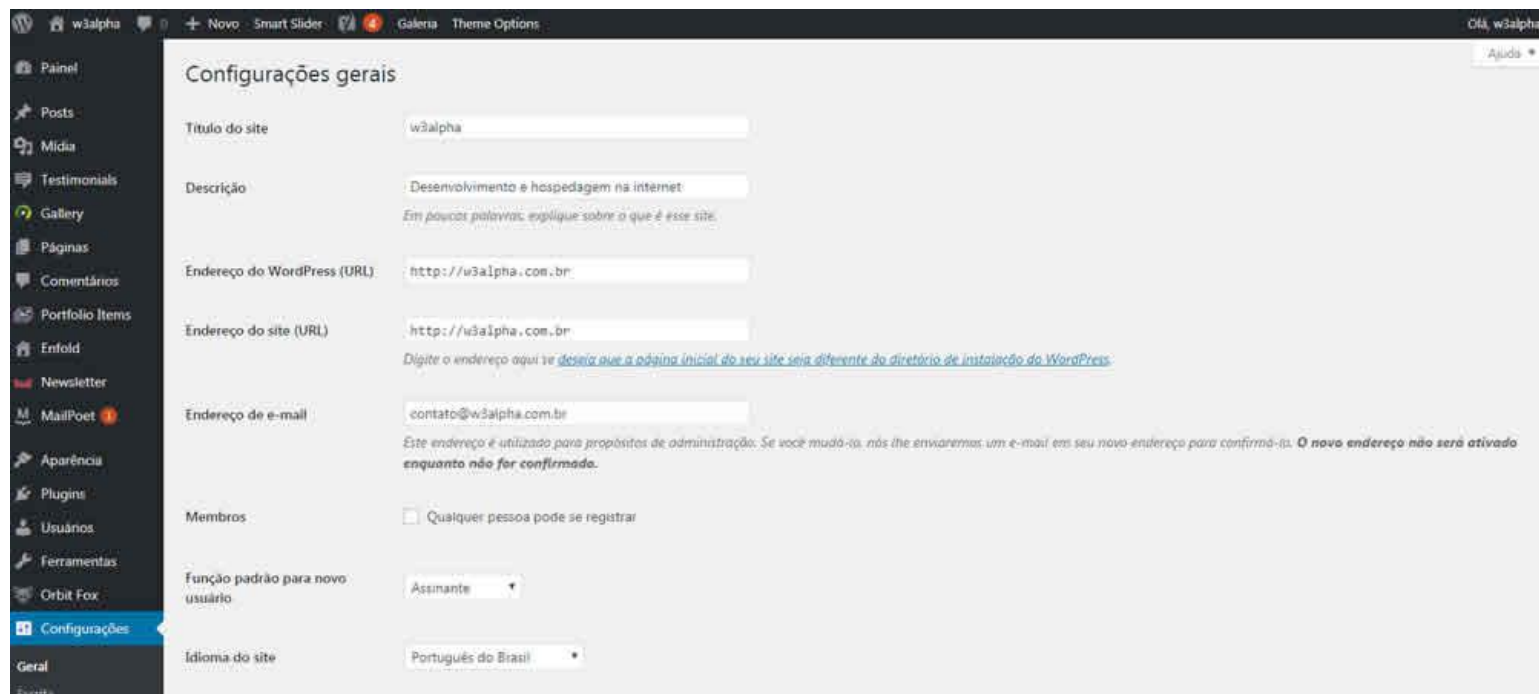 w3alpha 0 Novo Smart Slider 4 Galeria Theme Options Olá, w3alpha
Ajuda
Painel
Posts
Mídia
Testimonials
Gallery
Páginas
Comentários
Portfolio Items
Enfold
Newsletter
MailPoet 1
Aparência
Plugins
Usuários
Ferramentas
Orbit Fox
Configurações
Geral
Escrita
Configurações gerais
Título do site
w3alpha
Descrição
Desenvolvimento e hospedagem na internet
Em poucas palavras, explique sobre o que é esse site.
Endereço do WordPress (URL)
http://w3alpha.com.br
Endereço do site (URL)
http://w3alpha.com.br
Digite o endereço aqui se deseja que a página inicial do seu site seja diferente do diretório de instalação do WordPress.
Endereço de e-mail
contato@w3alpha.com.br
Este endereço é utilizado para propósitos de administração. Se você mudá-lo, nós lhe enviaremos um e-mail em seu novo endereço para confirmá-lo. O novo endereço não será ativado
enquanto não for confirmado.
Membros
Qualquer pessoa pode se registrar
Função padrão para novo
usuário
Assinante
Idioma do site
Português do Brasil